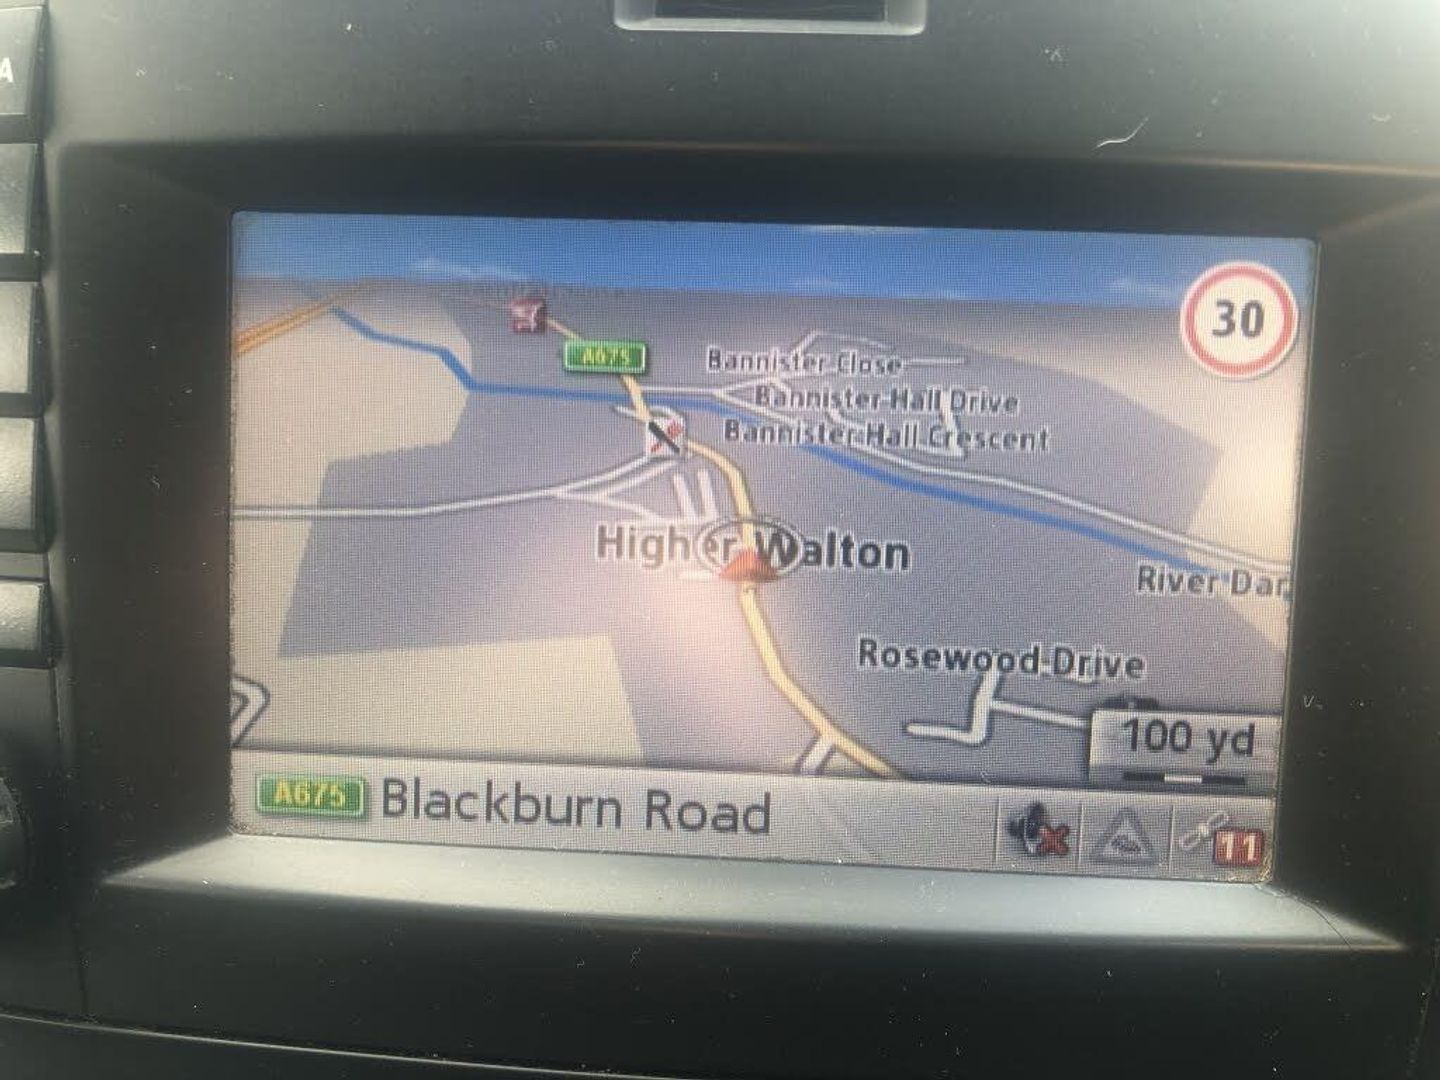 A
30
A675
Bannister Close
Bannister Hall Drive
Bannister Hall Crescent
Higher Walton
River Dar
Rosewood Drive
100 yd
A675 Blackburn Road
11